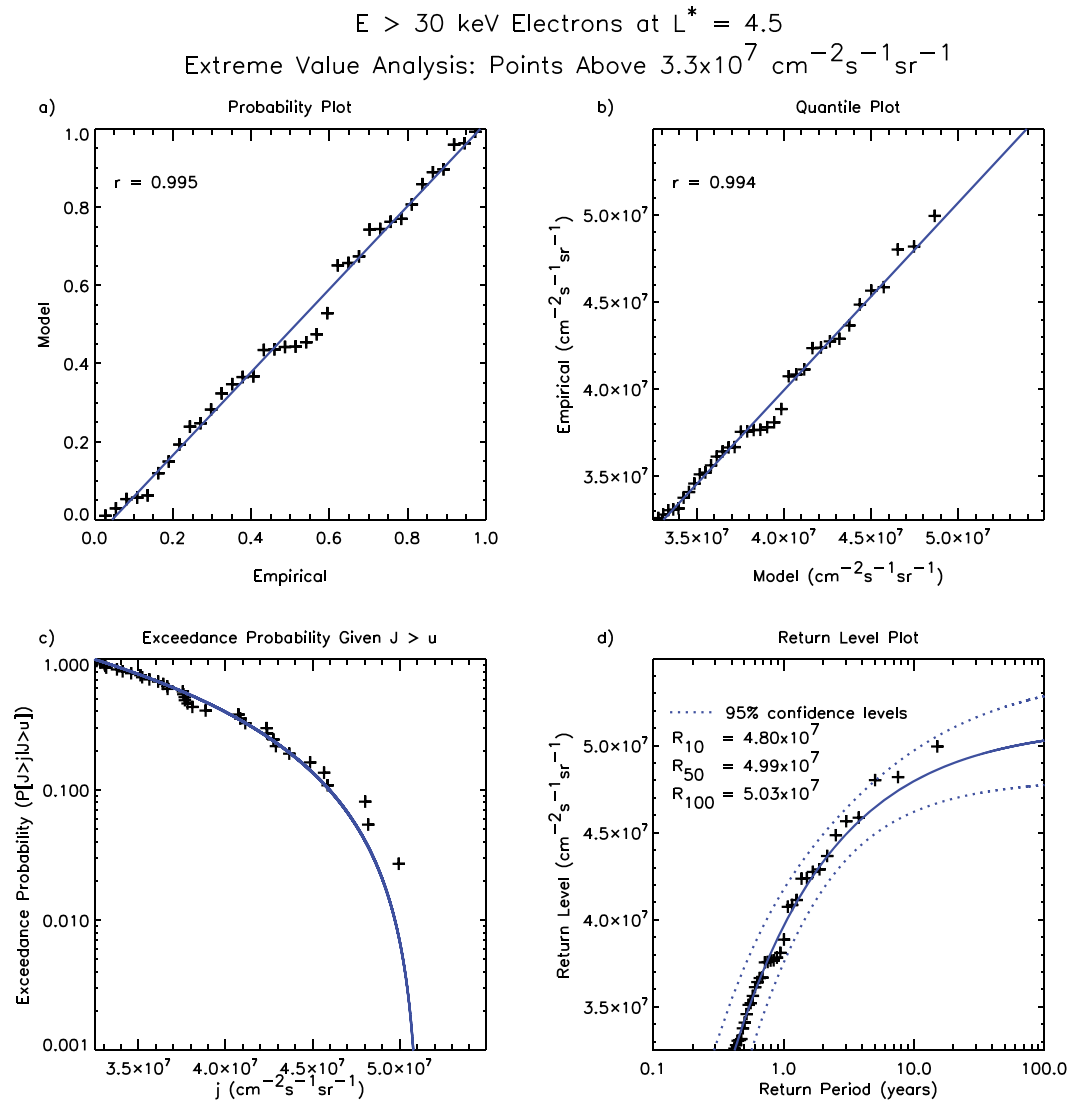 E > 30 keV Electrons at L* = 4.5
Extreme Value Analysis: Points Above 3.3x10^7 cm^−2s^−1sr^−1
a)
Probability Plot
r = 0.995
1.0
0.8
0.6
0.4
0.2
0.0
Model
0.0 0.2 0.4 0.6 0.8 1.0
Empirical
b)
Quantile Plot
r = 0.994
5.0×10^7
4.5×10^7
4.0×10^7
3.5×10^7
Empirical (cm^−2s^−1sr^−1)
3.5×10^7 4.0×10^7 4.5×10^7 5.0×10^7
Model (cm^−2s^−1sr^−1)
c)
Exceedance Probability Given J > u
1.000
0.100
0.010
0.001
Exceedance Probability (P[J>j|J>u])
3.5×10^7 4.0×10^7 4.5×10^7 5.0×10^7
j (cm^−2s^−1sr^−1)
d)
Return Level Plot
95% confidence levels
R_10 = 4.80x10^7
R_50 = 4.99x10^7
R_100 = 5.03x10^7
5.0×10^7
4.5×10^7
4.0×10^7
3.5×10^7
Return Level (cm^−2s^−1sr^−1)
0.1 1.0 10.0 100.0
Return Period (years)